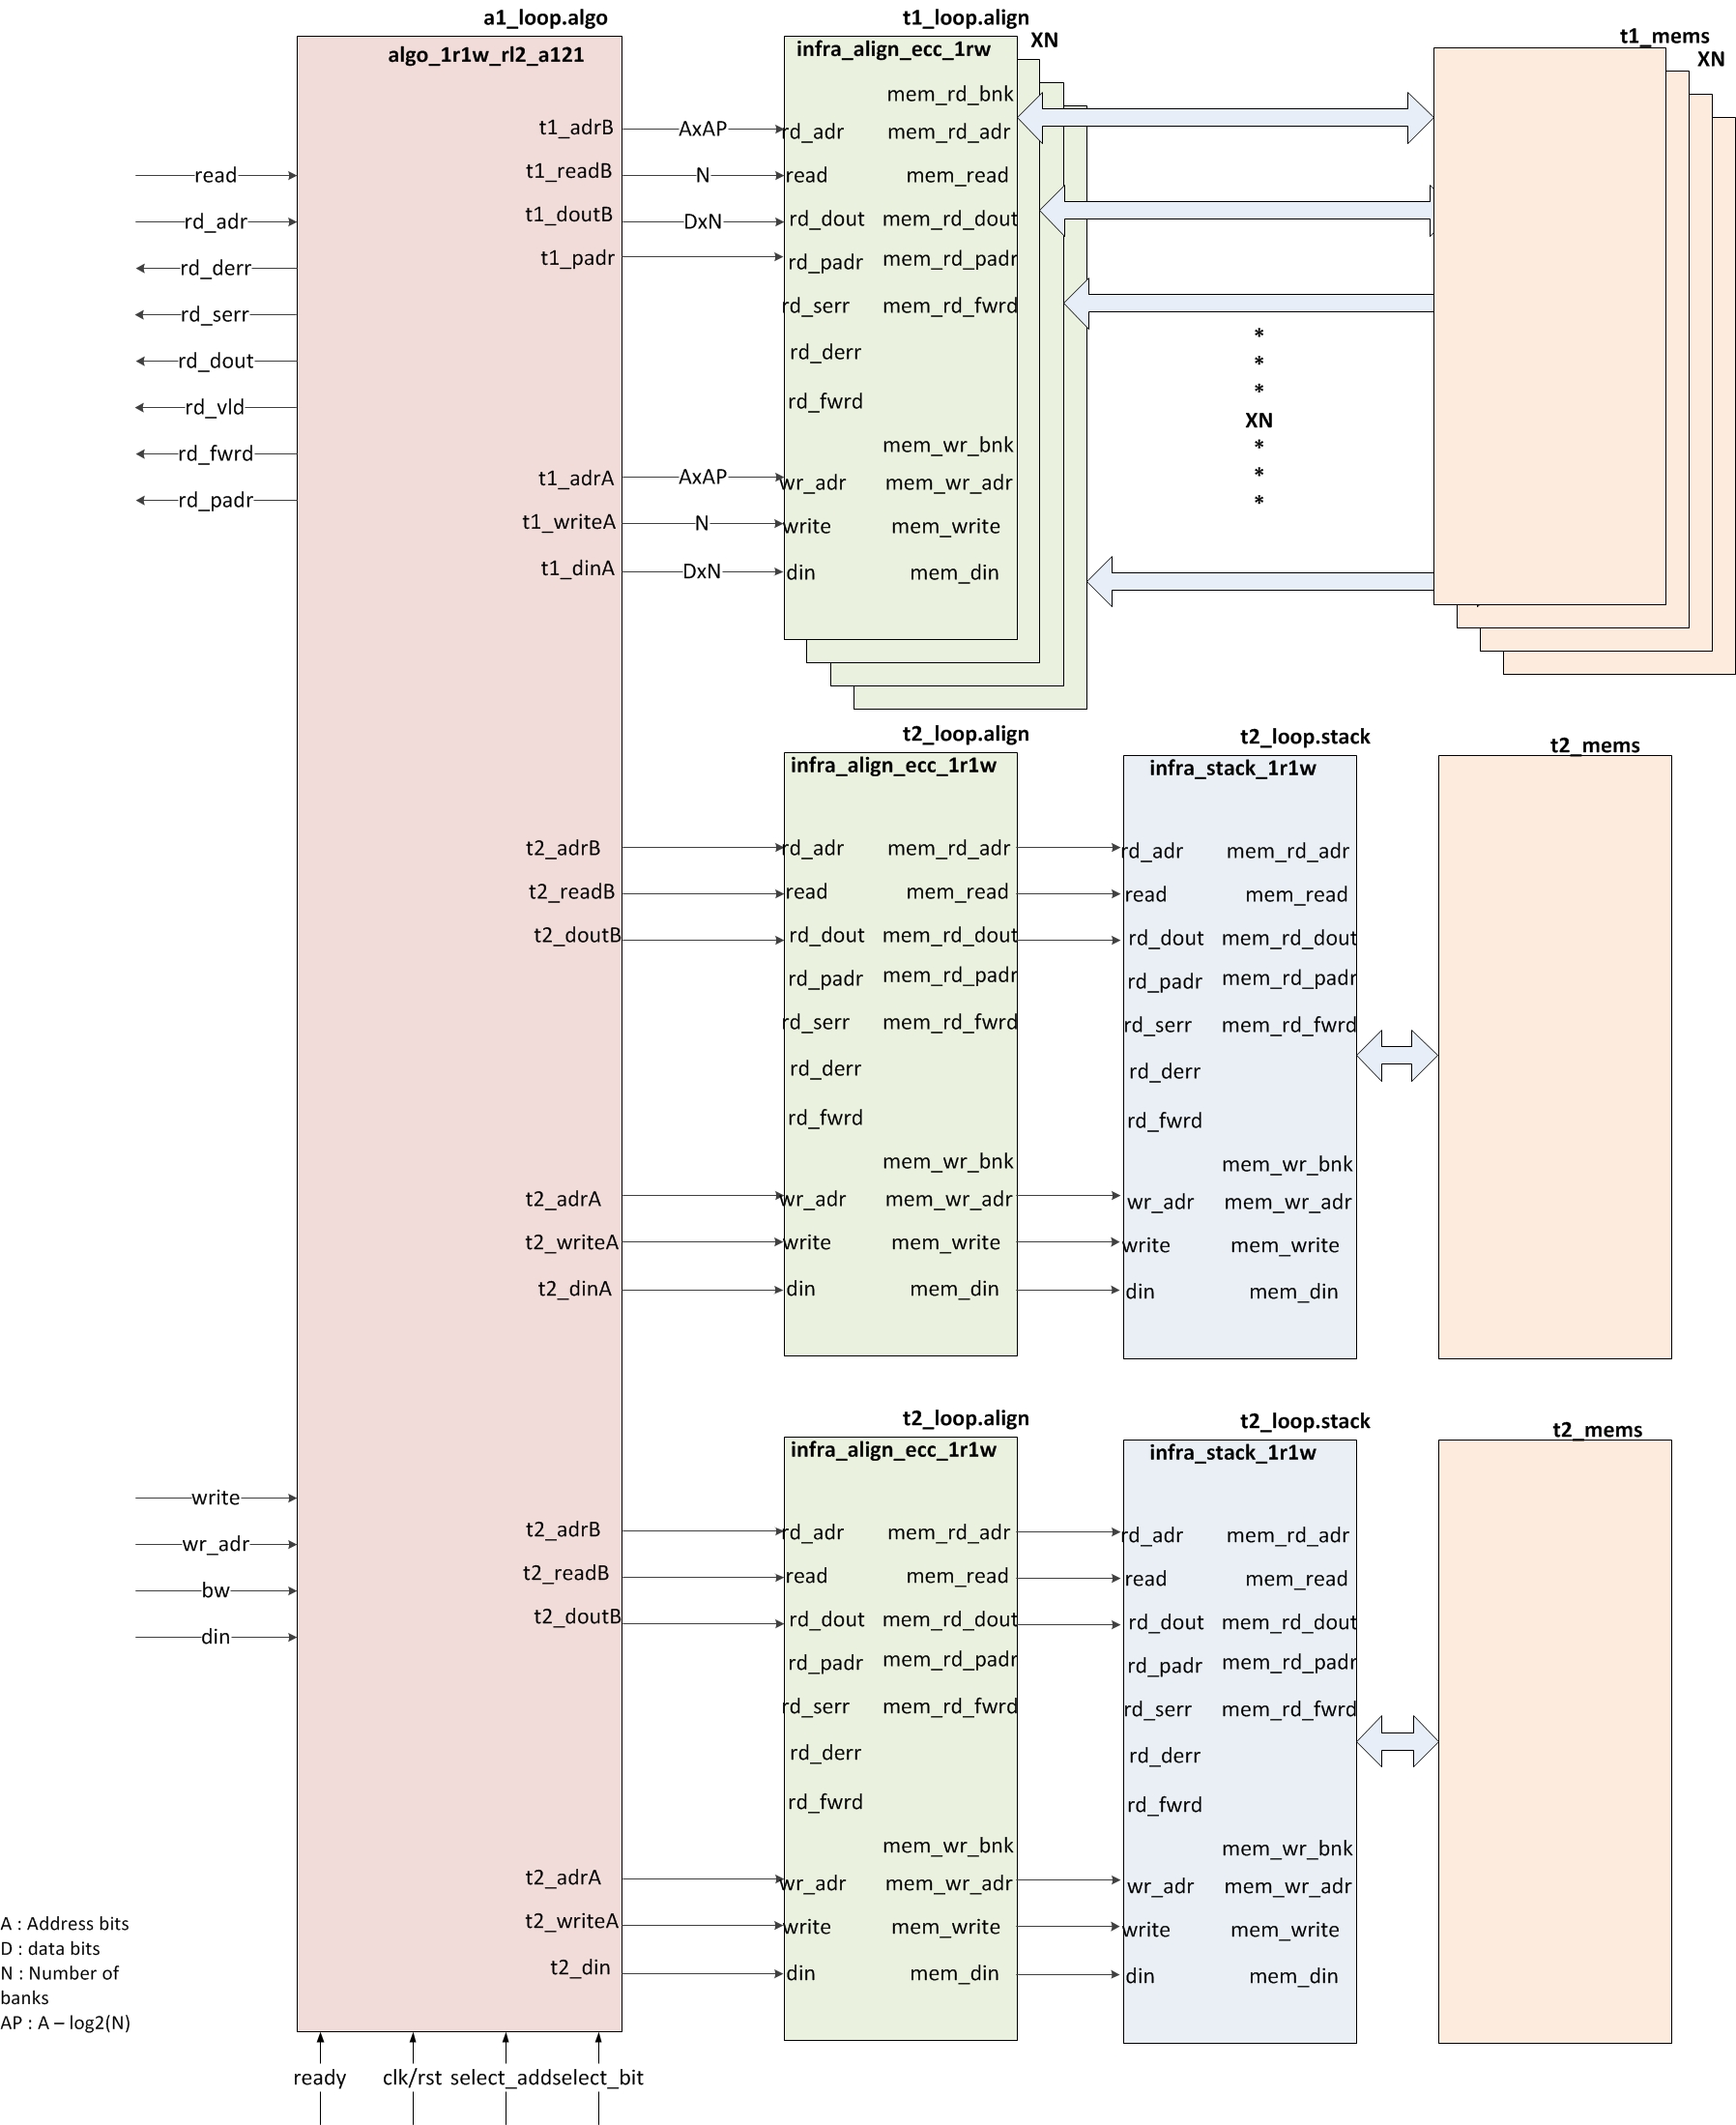 a1_loop.algo
algo_1r1w_rl2_a121
read
rd_adr
rd_derr
rd_serr
rd_dout
rd_vld
rd_fwrd
rd_padr
write
wr_adr
bw
din
A : Address bits
D : data bits
N : Number of
banks
AP : A – log2(N)
ready
clk/rst
select_add
select_bit
t1_adrB
t1_readB
t1_doutB
t1_padr
t1_adrA
t1_writeA
t1_dinA
AxAP
N
DxN
AxAP
N
DxN
t1_loop.align
XN
infra_align_ecc_1rw
mem_rd_bnk
rd_adr mem_rd_adr
read mem_read
rd_dout mem_rd_dout
rd_padr mem_rd_padr
rd_serr mem_rd_fwrd
rd_derr
rd_fwrd
mem_wr_bnk
wr_adr mem_wr_adr
write mem_write
din mem_din
*
*
*
XN
*
*
*
t1_mems
XN
t2_adrB
t2_readB
t2_doutB
t2_adrA
t2_writeA
t2_dinA
t2_loop.align
infra_align_ecc_1r1w
rd_adr mem_rd_adr
read mem_read
rd_dout mem_rd_dout
rd_padr mem_rd_padr
rd_serr mem_rd_fwrd
rd_derr
rd_fwrd
mem_wr_bnk
wr_adr mem_wr_adr
write mem_write
din mem_din
t2_loop.stack
infra_stack_1r1w
rd_adr mem_rd_adr
read mem_read
rd_dout mem_rd_dout
rd_padr mem_rd_padr
rd_serr mem_rd_fwrd
rd_derr
rd_fwrd
mem_wr_bnk
wr_adr mem_wr_adr
write mem_write
din mem_din
t2_mems
t2_adrB
t2_readB
t2_doutB
t2_adrA
t2_writeA
t2_din
t2_loop.align
infra_align_ecc_1r1w
rd_adr mem_rd_adr
read mem_read
rd_dout mem_rd_dout
rd_padr mem_rd_padr
rd_serr mem_rd_fwrd
rd_derr
rd_fwrd
mem_wr_bnk
wr_adr mem_wr_adr
write mem_write
din mem_din
t2_loop.stack
infra_stack_1r1w
rd_adr mem_rd_adr
read mem_read
rd_dout mem_rd_dout
rd_padr mem_rd_padr
rd_serr mem_rd_fwrd
rd_derr
rd_fwrd
mem_wr_bnk
wr_adr mem_wr_adr
write mem_write
din mem_din
t2_mems